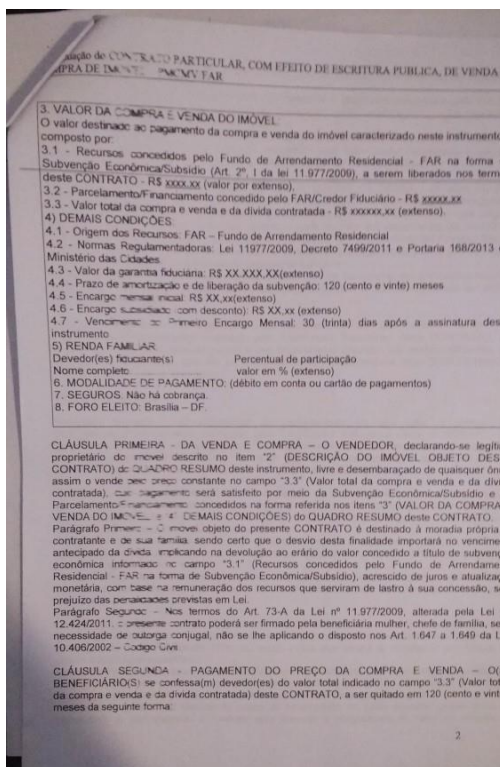 CONTRATO PARTICULAR, COM EFEITO DE ESCRITURA PUBLICA, DE VENDA
DE PMCMV FAR
3. VALOR DA COMPRA E VENDA DO IMÓVEL
O valor destinado ao pagamento da compra e venda do imóvel caracterizado neste instrumento
composto por:
3.1 - Recursos concedidos pelo Fundo de Arrendamento Residencial - FAR na forma
Subvenção Econômica/Subsídio (Art. 2º, I da lei 11.977/2009), a serem liberados nos term
deste CONTRATO - R$ xxxx,xx (valor por extenso),
3.2 - Parcelamento/Financiamento concedido pelo FAR/Credor Fiduciário - R$ xxxxx,xx
3.3 - Valor total da compra e venda e da dívida contratada - R$ xxxxxx,xx (extenso).
4) DEMAIS CONDIÇÕES
4.1 - Origem dos Recursos: FAR – Fundo de Arrendamento Residencial
4.2 - Normas Regulamentadoras: Lei 11977/2009, Decreto 7499/2011 e Portaria 168/2013
Ministério das Cidades
4.3 - Valor da garantia fiduciária: R$ XX.XXX,XX(extenso)
4.4 - Prazo de amortização e de liberação da subvenção: 120 (cento e vinte) meses
4.5 - Encargo mensal inicial: R$ XX,xx(extenso)
4.6 - Encargo subsidiado (com desconto): R$ XX,xx (extenso)
4.7 - Vencimento do Primeiro Encargo Mensal: 30 (trinta) dias após a assinatura des
instrumento
5) RENDA FAMILIAR
Devedor(es) fiduciante(s) Percentual de participação
Nome completo valor em % (extenso)
6. MODALIDADE DE PAGAMENTO: (débito em conta ou cartão de pagamentos)
7. SEGUROS. Não há cobrança.
8. FORO ELEITO: Brasília – DF.
CLÁUSULA PRIMEIRA - DA VENDA E COMPRA – O VENDEDOR, declarando-se legíti
proprietário do imóvel descrito no item "2" (DESCRIÇÃO DO IMÓVEL OBJETO DES
CONTRATO) do QUADRO RESUMO deste instrumento, livre e desembaraçado de quaisquer ôn
assim o vende pelo preço constante no campo "3.3" (Valor total da compra e venda e da dívi
contratada), cujo pagamento será satisfeito por meio da Subvenção Econômica/Subsídio e
Parcelamento/Financiamento concedidos na forma referida nos itens "3" (VALOR DA COMPRA
VENDA DO IMÓVEL) e "4" DEMAIS CONDIÇÕES) do QUADRO RESUMO deste CONTRATO.
Parágrafo Primeiro – O imóvel objeto do presente CONTRATO é destinado à moradia própria
contratante e de sua família, sendo certo que o desvio desta finalidade importará no vencime
antecipado da dívida implicando na devolução ao erário do valor concedido a título de subven
econômica informado no campo "3.1" (Recursos concedidos pelo Fundo de Arrendame
Residencial - FAR na forma de Subvenção Econômica/Subsídio), acrescido de juros e atualiza
monetária, com base na remuneração dos recursos que serviram de lastro à sua concessão, s
prejuízo das penalidades previstas em Lei.
Parágrafo Segundo - Nos termos do Art. 73-A da Lei nº 11.977/2009, alterada pela Lei
12.424/2011, o presente contrato poderá ser firmado pela beneficiária mulher, chefe de família, se
necessidade de outorga conjugal, não se lhe aplicando o disposto nos Art. 1.647 a 1.649 da L
10.406/2002 – Código Civil.
CLÁUSULA SEGUNDA - PAGAMENTO DO PREÇO DA COMPRA E VENDA – O(
BENEFICIÁRIO(S) se confessa(m) devedor(es) do valor total indicado no campo "3.3" (Valor tot
da compra e venda e da dívida contratada) deste CONTRATO, a ser quitado em 120 (cento e vint
meses da seguinte forma:
2